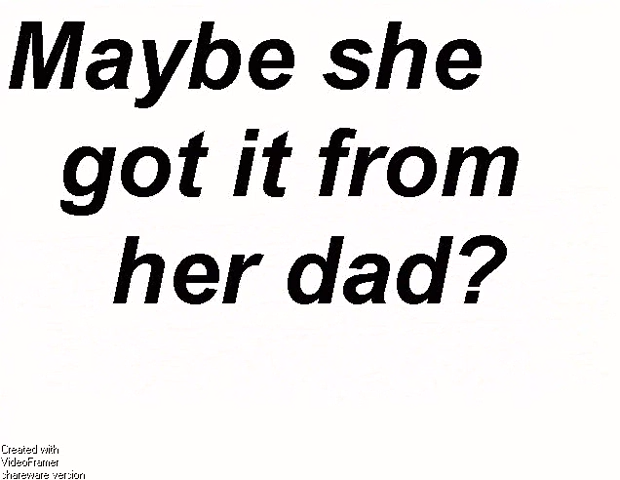 Maybe she
got it from
her dad?
Created with
VideoFramer
shareware version